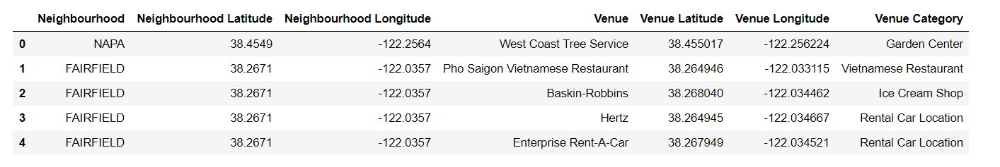 Neighbourhood Neighbourhood Latitude Neighbourhood Longitude Venue Venue Latitude Venue Longitude Venue Category
0 NAPA 38.4549 -122.2564 West Coast Tree Service 38.455017 -122.256224 Garden Center
1 FAIRFIELD 38.2671 -122.0357 Pho Saigon Vietnamese Restaurant 38.264946 -122.033115 Vietnamese Restaurant
2 FAIRFIELD 38.2671 -122.0357 Baskin-Robbins 38.268040 -122.034462 Ice Cream Shop
3 FAIRFIELD 38.2671 -122.0357 Hertz 38.264945 -122.034667 Rental Car Location
4 FAIRFIELD 38.2671 -122.0357 Enterprise Rent-A-Car 38.267949 -122.034521 Rental Car Location